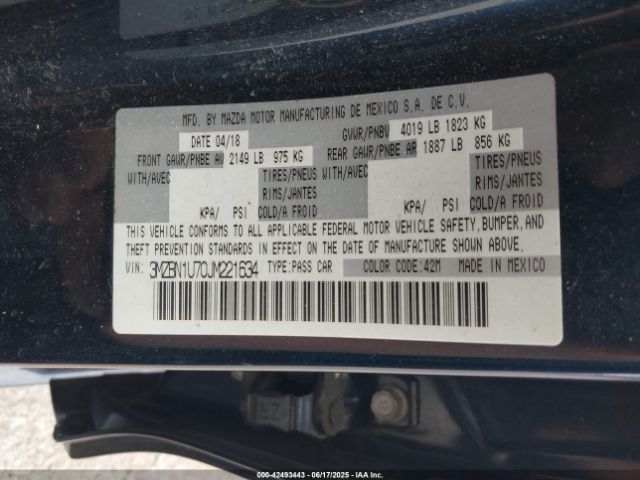 MFD. BY MAZDA MOTOR MANUFACTURING DE MEXICO S.A. DE C.V.
DATE 04/18 GVWR/PNBV 4019 LB 1823 KG
FRONT GAWR/PNBE AV 2149 LB 975 KG REAR GAWR/PNBE AR 1887 LB 856 KG
WITH/AVEC TIRES/PNEUS WITH/AVEC TIRES/PNEUS
RIMS/JANTES RIMS/JANTES
KPA/ PSI COLD/A FROID KPA/ PSI COLD/A FROID
THIS VEHICLE CONFORMS TO ALL APPLICABLE FEDERAL MOTOR VEHICLE SAFETY, BUMPER, AND
THEFT PREVENTION STANDARDS IN EFFECT ON THE DATE OF MANUFACTURE SHOWN ABOVE.
VIN: 3MZBN1U70JM221634 TYPE:PASS CAR COLOR CODE:42M MADE IN MEXICO
000-42493443 - 06/17/2025 - IAA Inc.